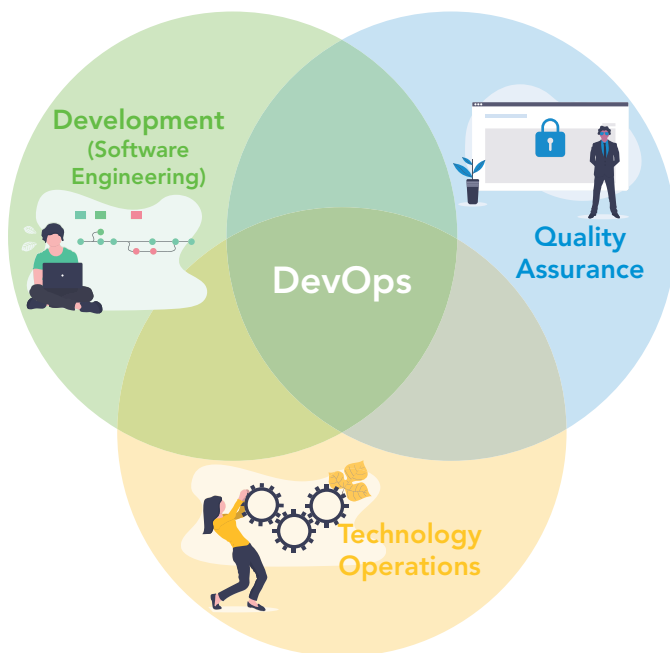 Development
(Software
Engineering)
Quality
Assurance
DevOps
Technology
Operations